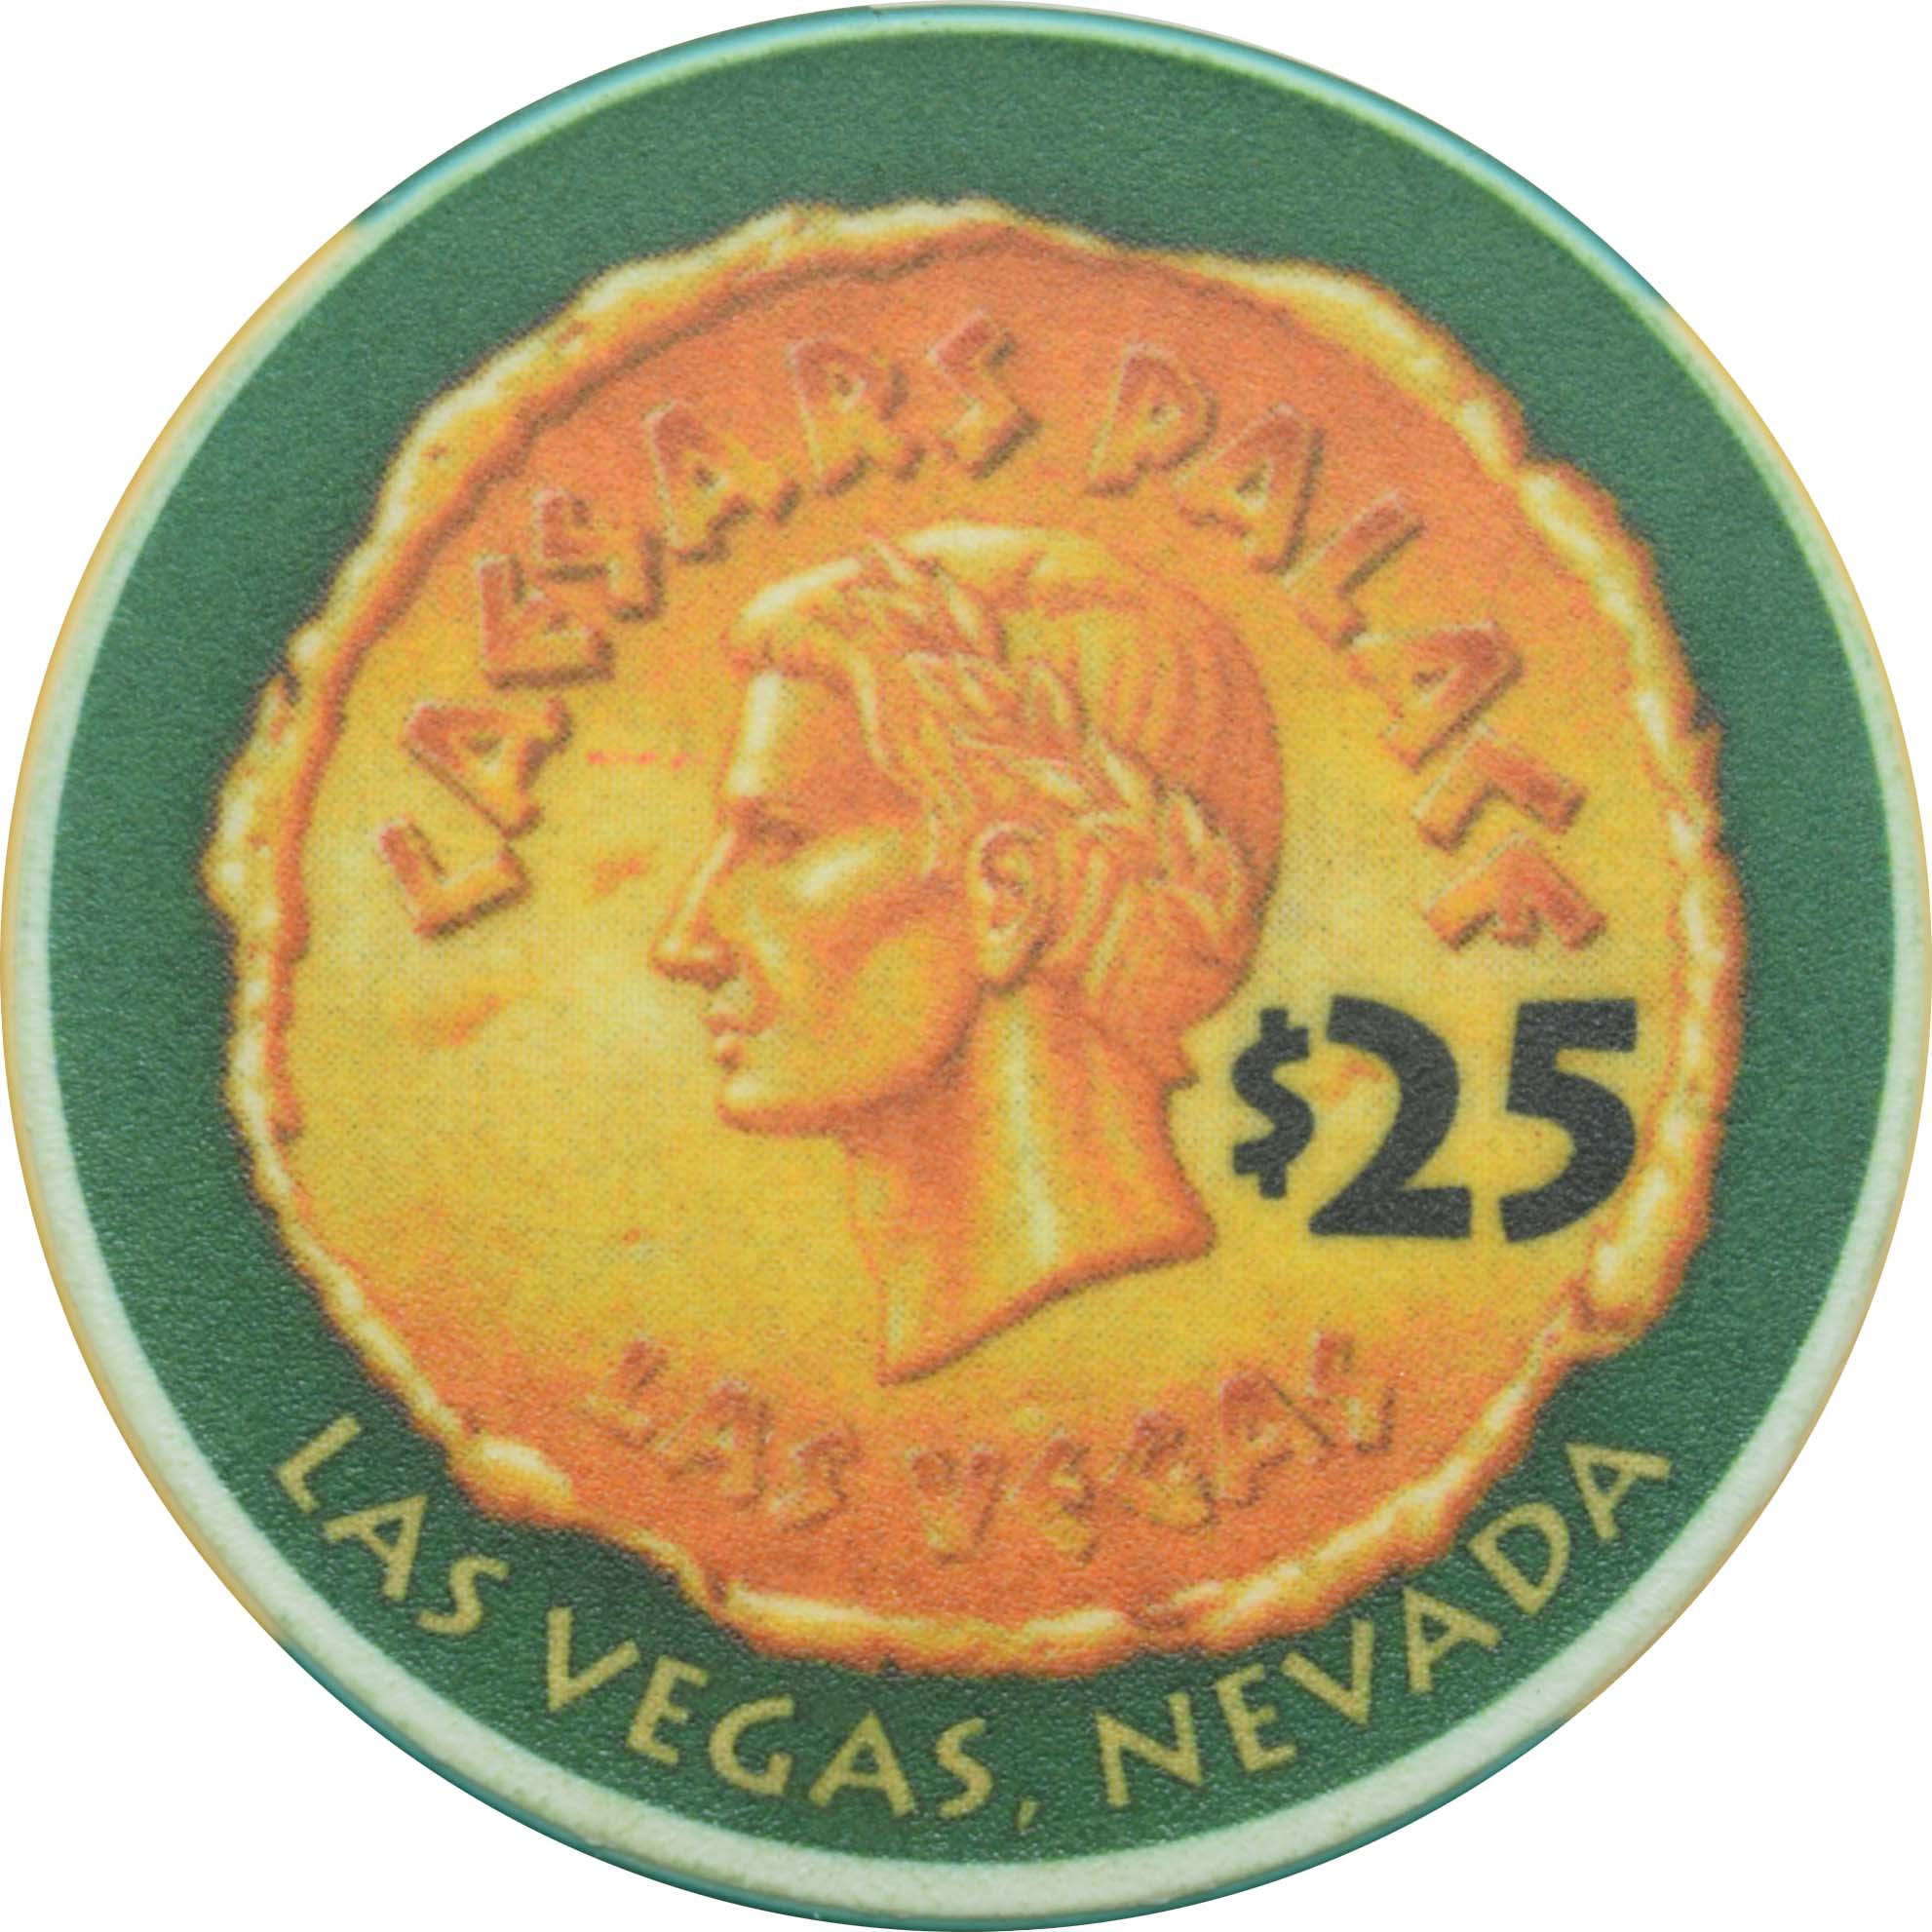 CAESARS PALACE
$25
LAS VEGAS
LAS VEGAS, NEVADA